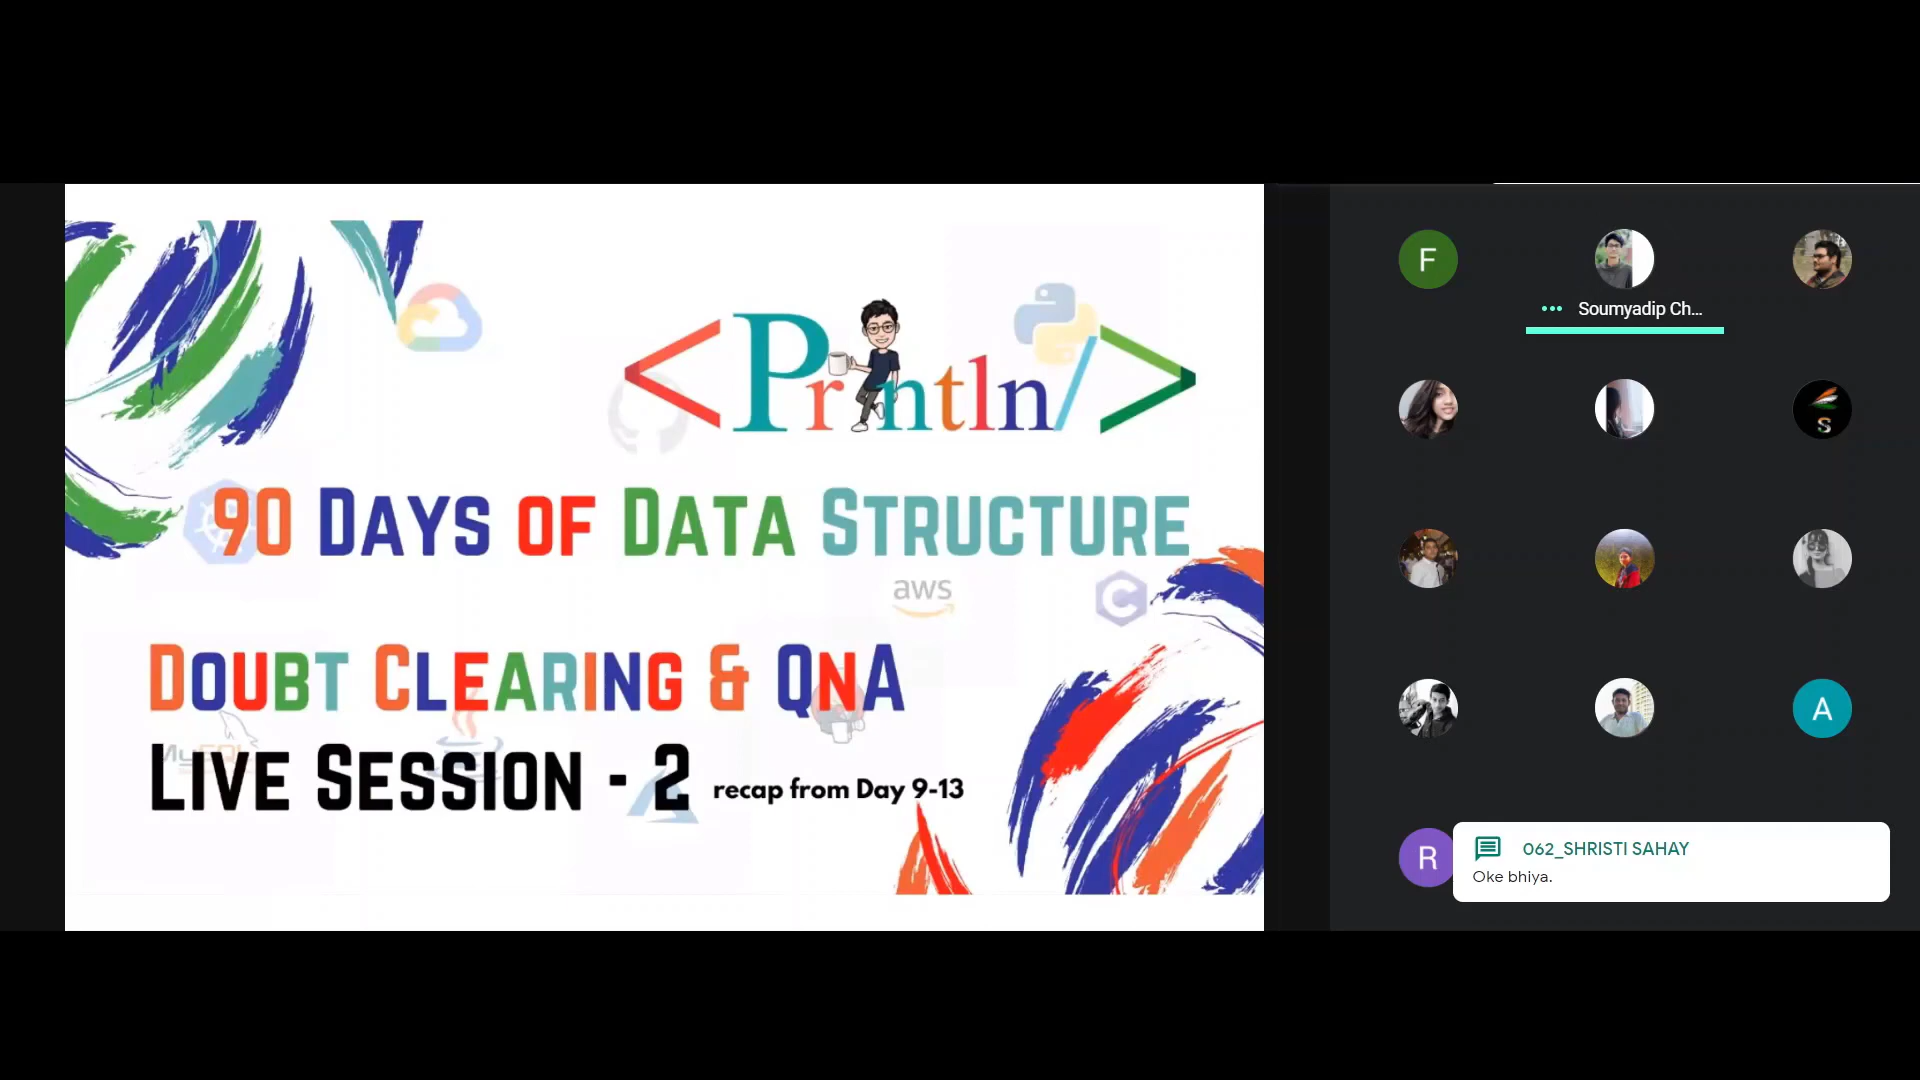 <Println/>
90 Days of Data Structure
aws
C
Doubt Clearing & QnA
MySQL
Live Session - 2 recap from Day 9-13
F
Soumyadip Ch...
S
A
R
062_SHRISTI SAHAY
Oke bhiya.